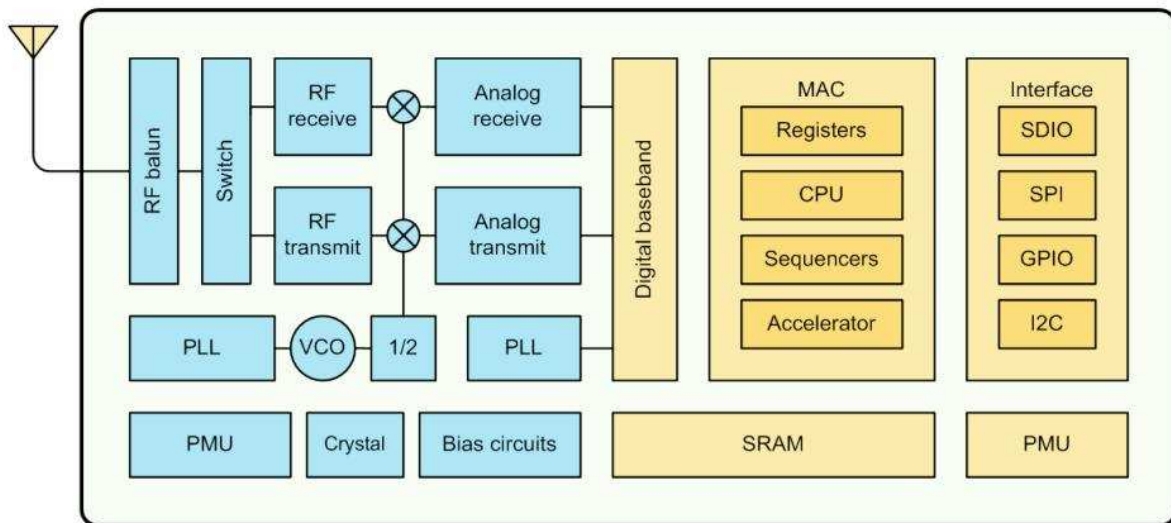 RF balun
Switch
RF
receive
RF
transmit
Analog
receive
Analog
transmit
PLL
VCO
1/2
PLL
Digital baseband
MAC
Registers
CPU
Sequencers
Accelerator
Interface
SDIO
SPI
GPIO
I2C
PMU
Crystal
Bias circuits
SRAM
PMU